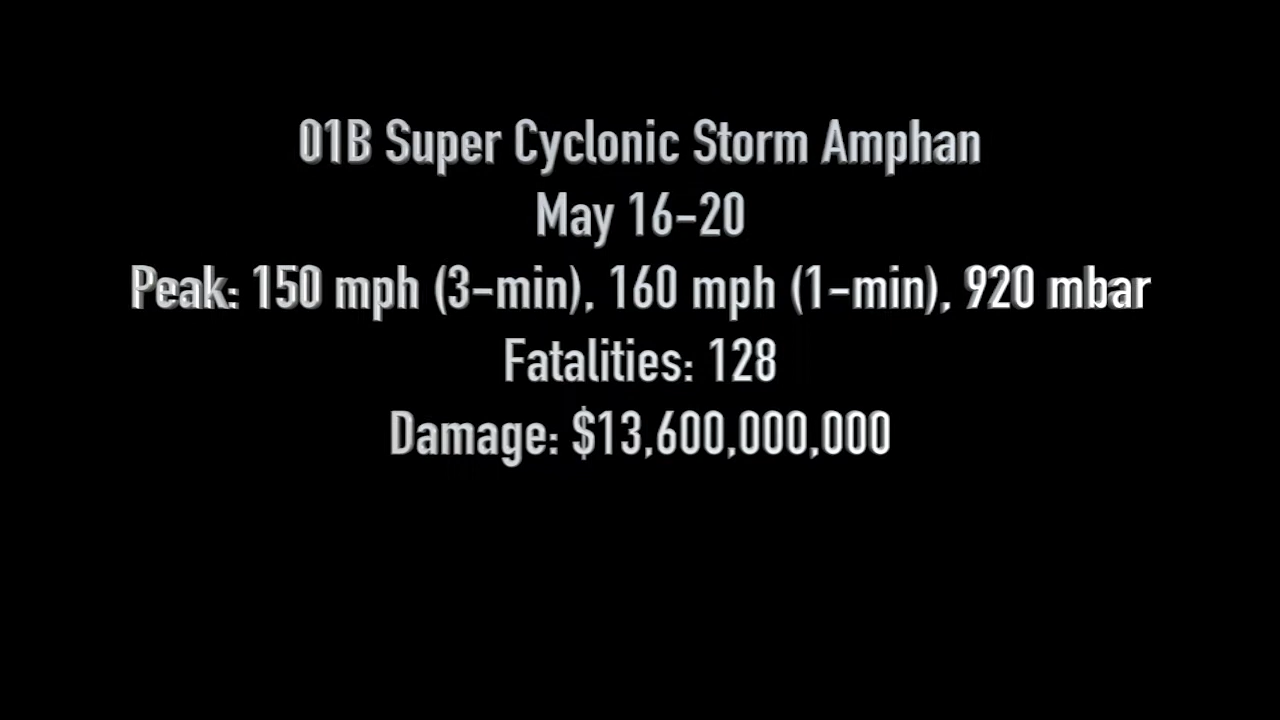 01B Super Cyclonic Storm Amphan
May 16-20
Peak: 150 mph (3-min), 160 mph (1-min), 920 mbar
Fatalities: 128
Damage: $13,600,000,000